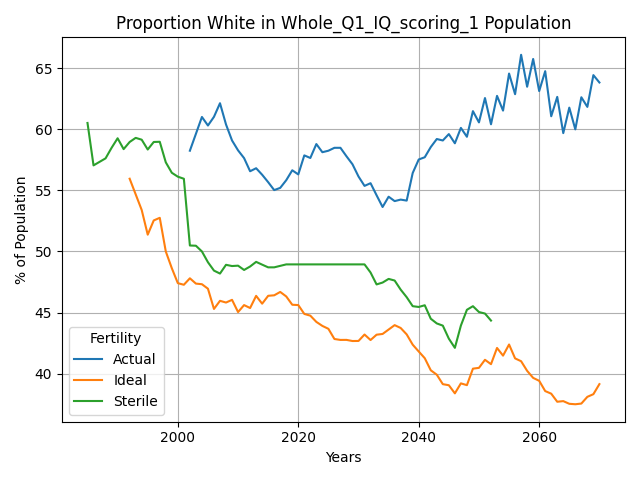 Proportion White in Whole_Q1_IQ_scoring_1 Population
% of Population
65
60
55
50
45
40
Fertility
Actual
Ideal
Sterile
2000
2020
2040
2060
Years